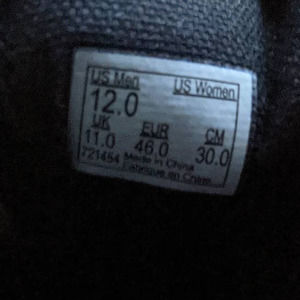 US Men US Women
12.0
UK EUR CM
11.0 46.0 30.0
721454 Made in China
Fabriqué en Chine